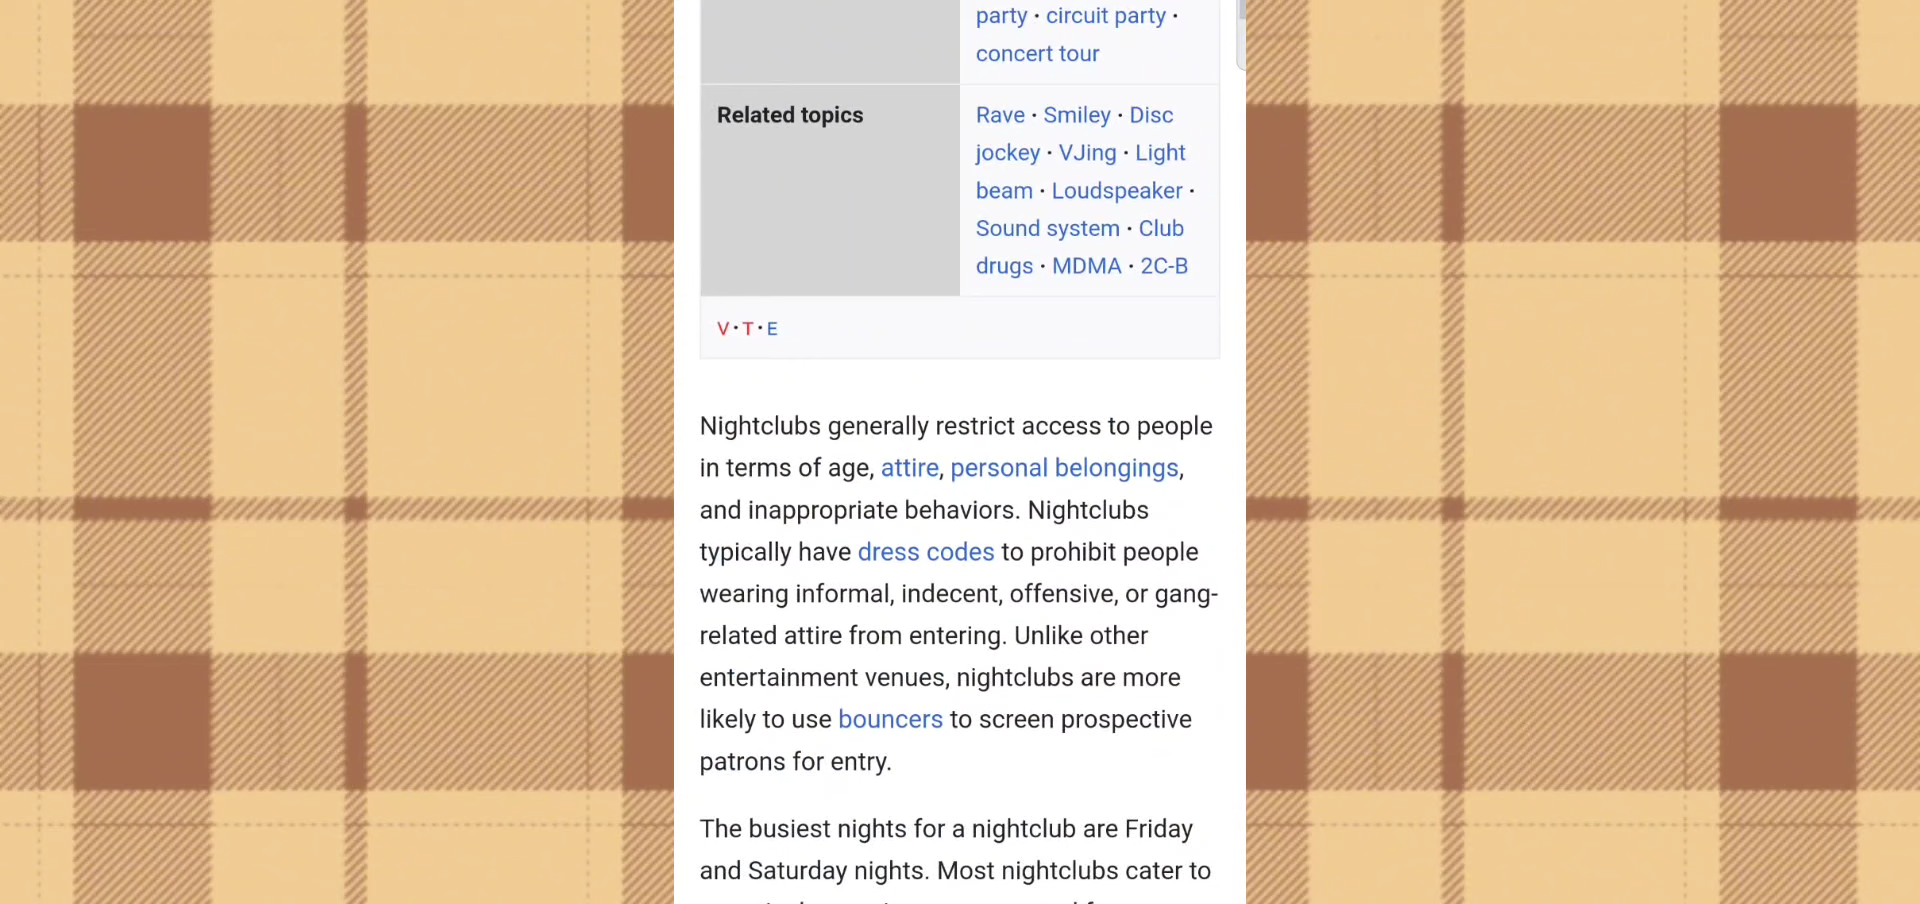 party · circuit party ·
concert tour
Related topics
Rave · Smiley · Disc
jockey · VJing · Light
beam · Loudspeaker ·
Sound system · Club
drugs · MDMA · 2C-B
V · T · E
Nightclubs generally restrict access to people
in terms of age, attire, personal belongings,
and inappropriate behaviors. Nightclubs
typically have dress codes to prohibit people
wearing informal, indecent, offensive, or gang-
related attire from entering. Unlike other
entertainment venues, nightclubs are more
likely to use bouncers to screen prospective
patrons for entry.
The busiest nights for a nightclub are Friday
and Saturday nights. Most nightclubs cater to